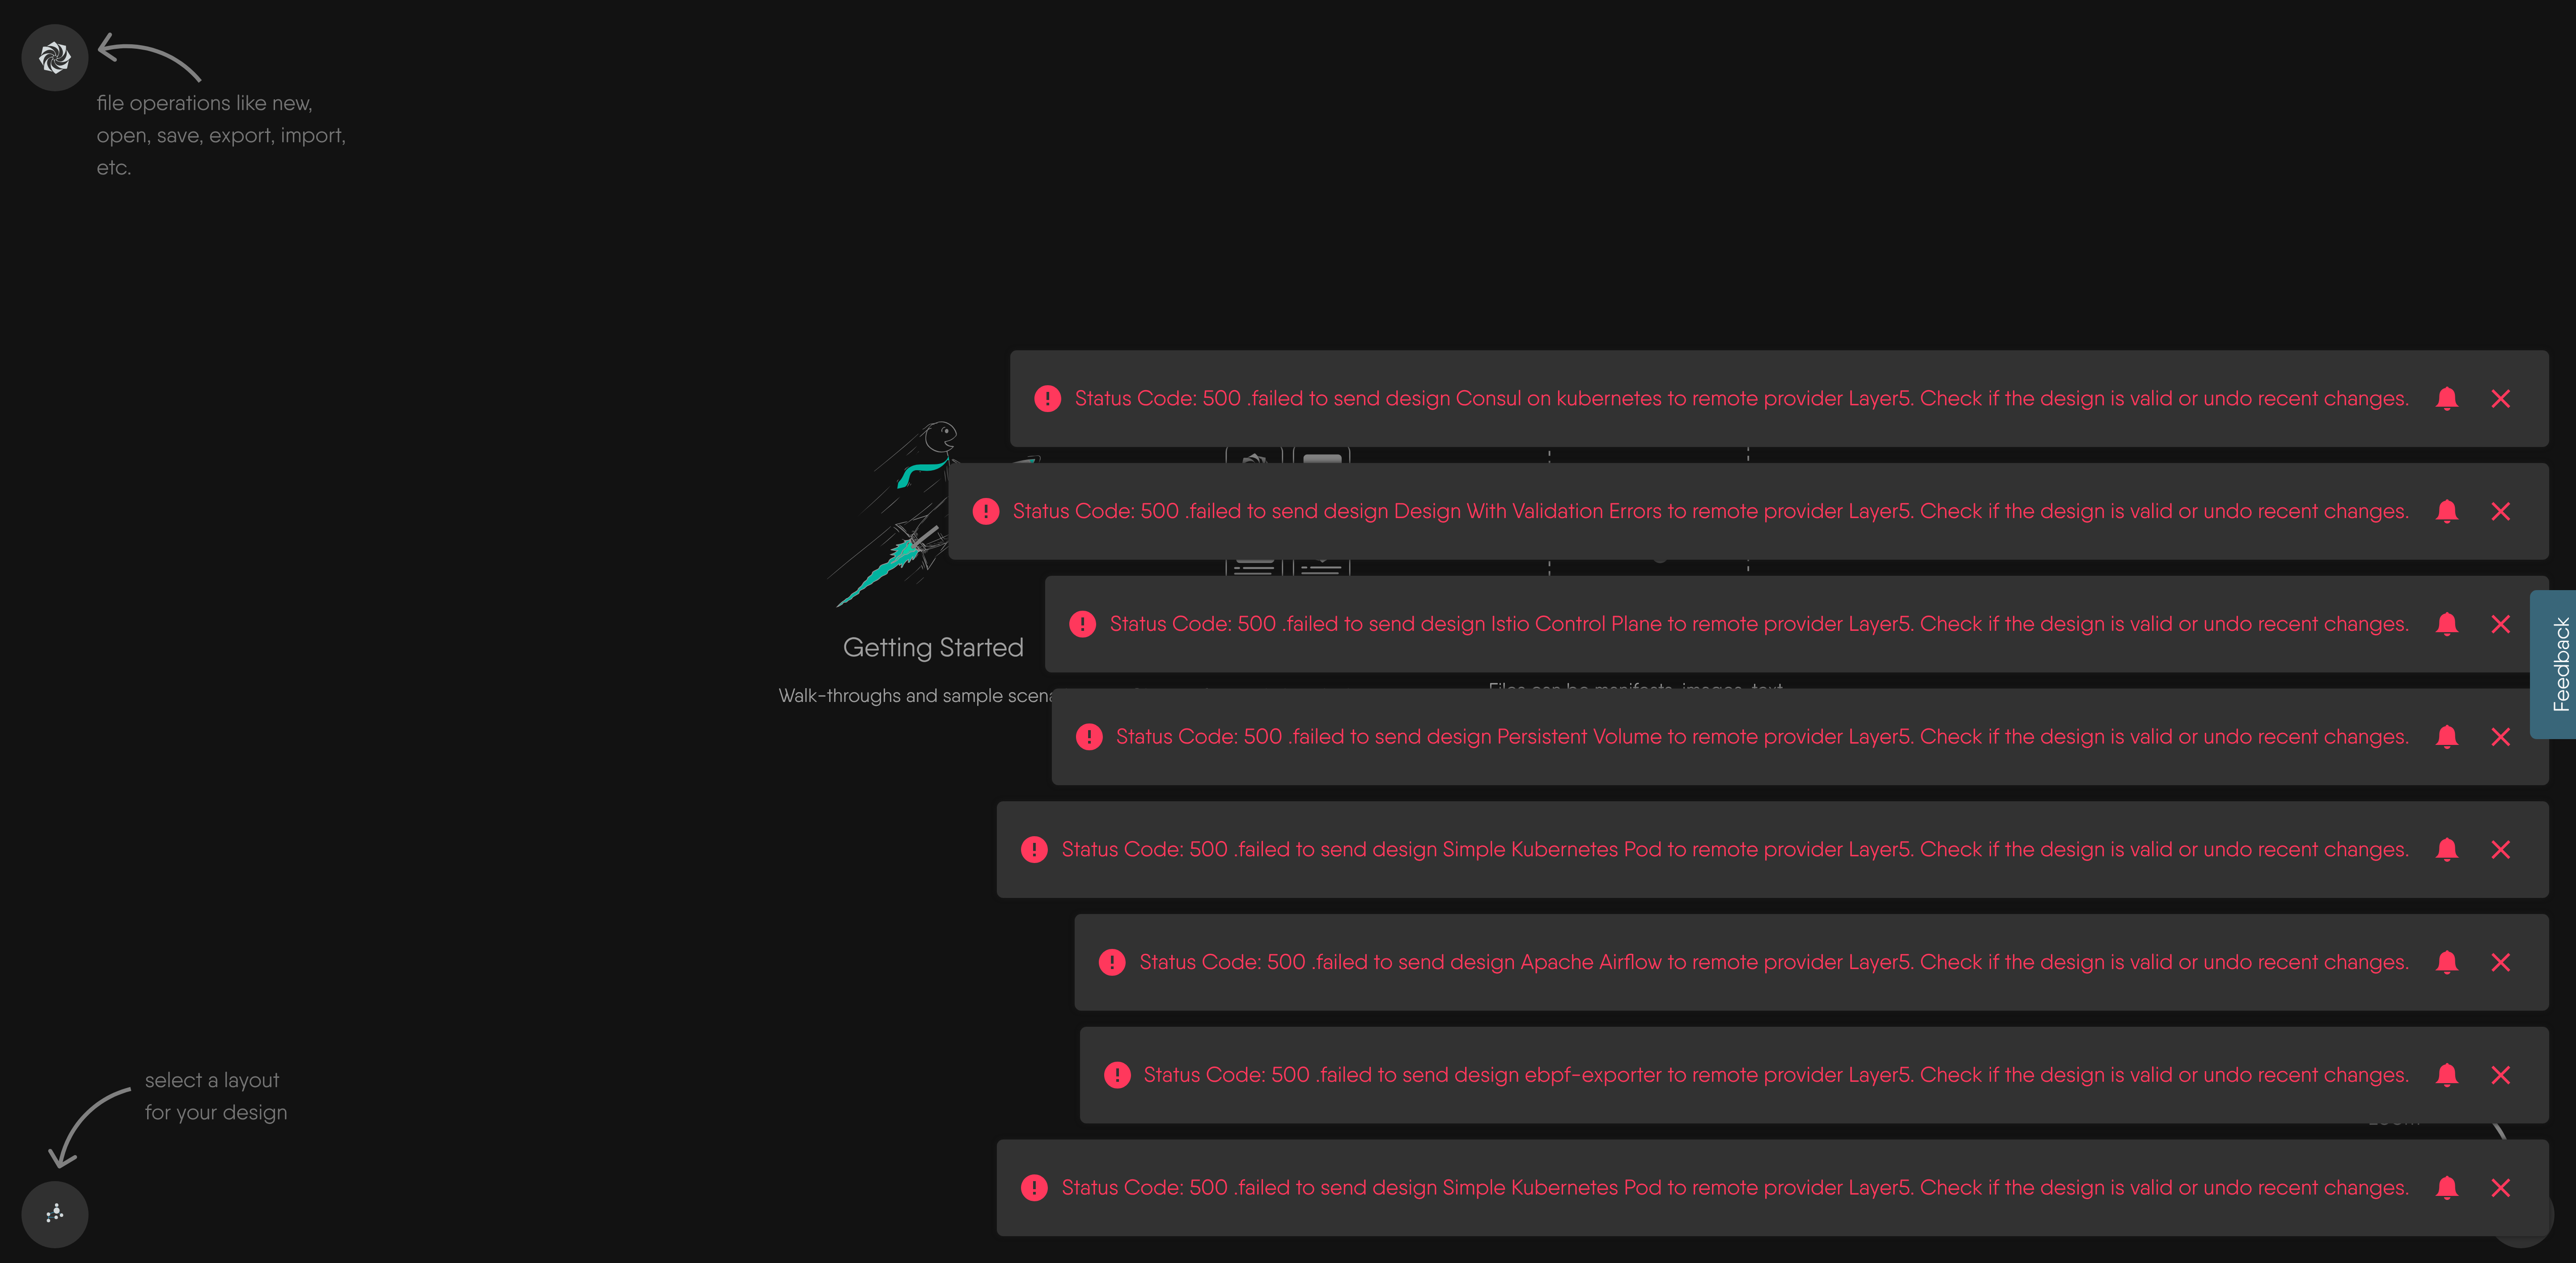 file operations like new,
open, save, export, import,
etc.
Status Code: 500 .failed to send design Consul on kubernetes to remote provider Layer5. Check if the design is valid or undo recent changes.
Status Code: 500 .failed to send design Design With Validation Errors to remote provider Layer5. Check if the design is valid or undo recent changes.
Status Code: 500 .failed to send design Istio Control Plane to remote provider Layer5. Check if the design is valid or undo recent changes.
Getting Started
Feedback
Walk-throughs and sample
Files can be manifests, images, text
Status Code: 500 .failed to send design Persistent Volume to remote provider Layer5. Check if the design is valid or undo recent changes.
Status Code: 500 .failed to send design Simple Kubernetes Pod to remote provider Layer5. Check if the design is valid or undo recent changes.
Status Code: 500 .failed to send design Apache Airflow to remote provider Layer5. Check if the design is valid or undo recent changes.
Status Code: 500 .failed to send design ebpf-exporter to remote provider Layer5. Check if the design is valid or undo recent changes.
select a layout
for your design
Status Code: 500 .failed to send design Simple Kubernetes Pod to remote provider Layer5. Check if the design is valid or undo recent changes.